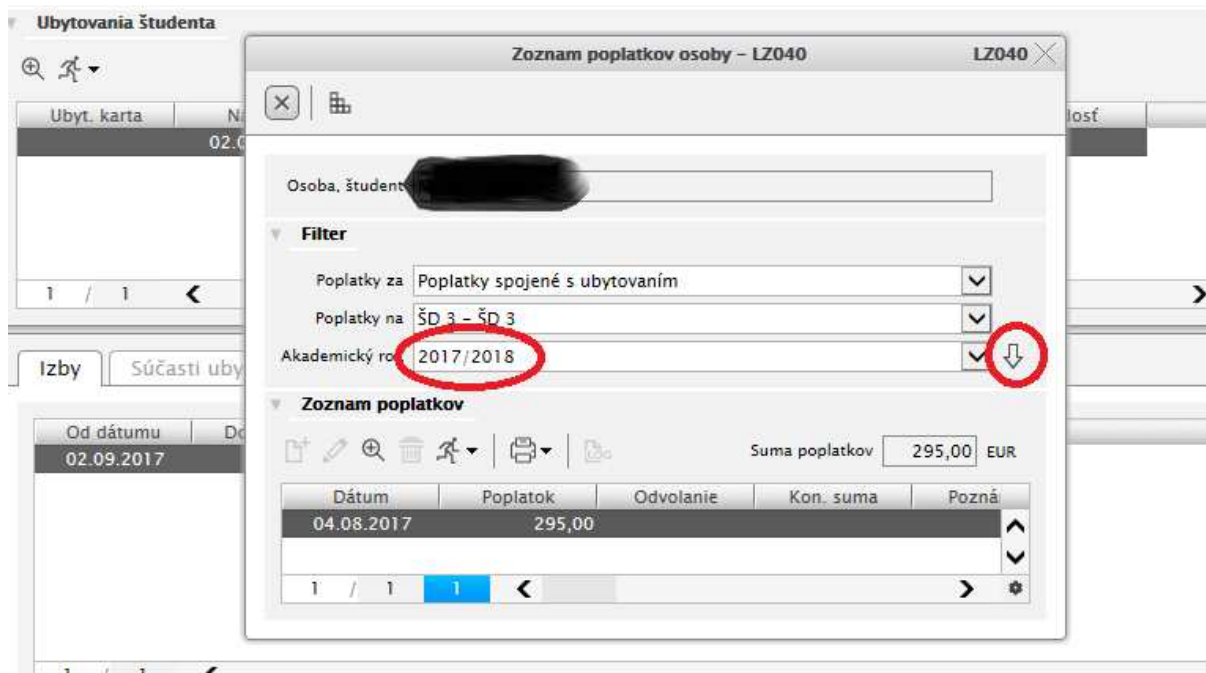 Ubytovania študenta
Zoznam poplatkov osoby – LZ040 LZ040
Ubyt. karta
02.
Osoba, študent
Filter
Poplatky za Poplatky spojené s ubytovaním
1 / 1
Poplatky na ŠD 3 – ŠD 3
Akademický ro 2017/2018
Izby Súčasti uby
Zoznam poplatkov
Od dátumu
02.09.2017
Suma poplatkov 295,00 EUR
Dátum Poplatok Odvolanie Kon. suma Pozná
04.08.2017 295,00
1 / 1 1